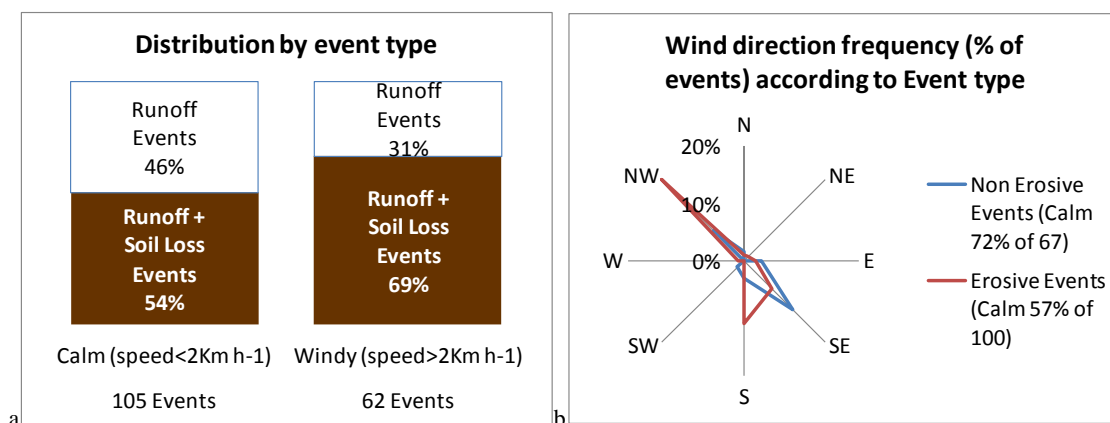 Distribution by event type
Runoff
Events
46%
Runoff +
Soil Loss
Events
54%
Runoff
Events
31%
Runoff +
Soil Loss
Events
69%
Calm (speed<2Km h-1)
Windy (speed>2Km h-1)
105 Events
62 Events
a
Wind direction frequency (% of
events) according to Event type
N
20%
NW
NE
10%
W
0%
E
SW
SE
S
Non Erosive
Events (Calm
72% of 67)
Erosive Events
(Calm 57% of
100)
b